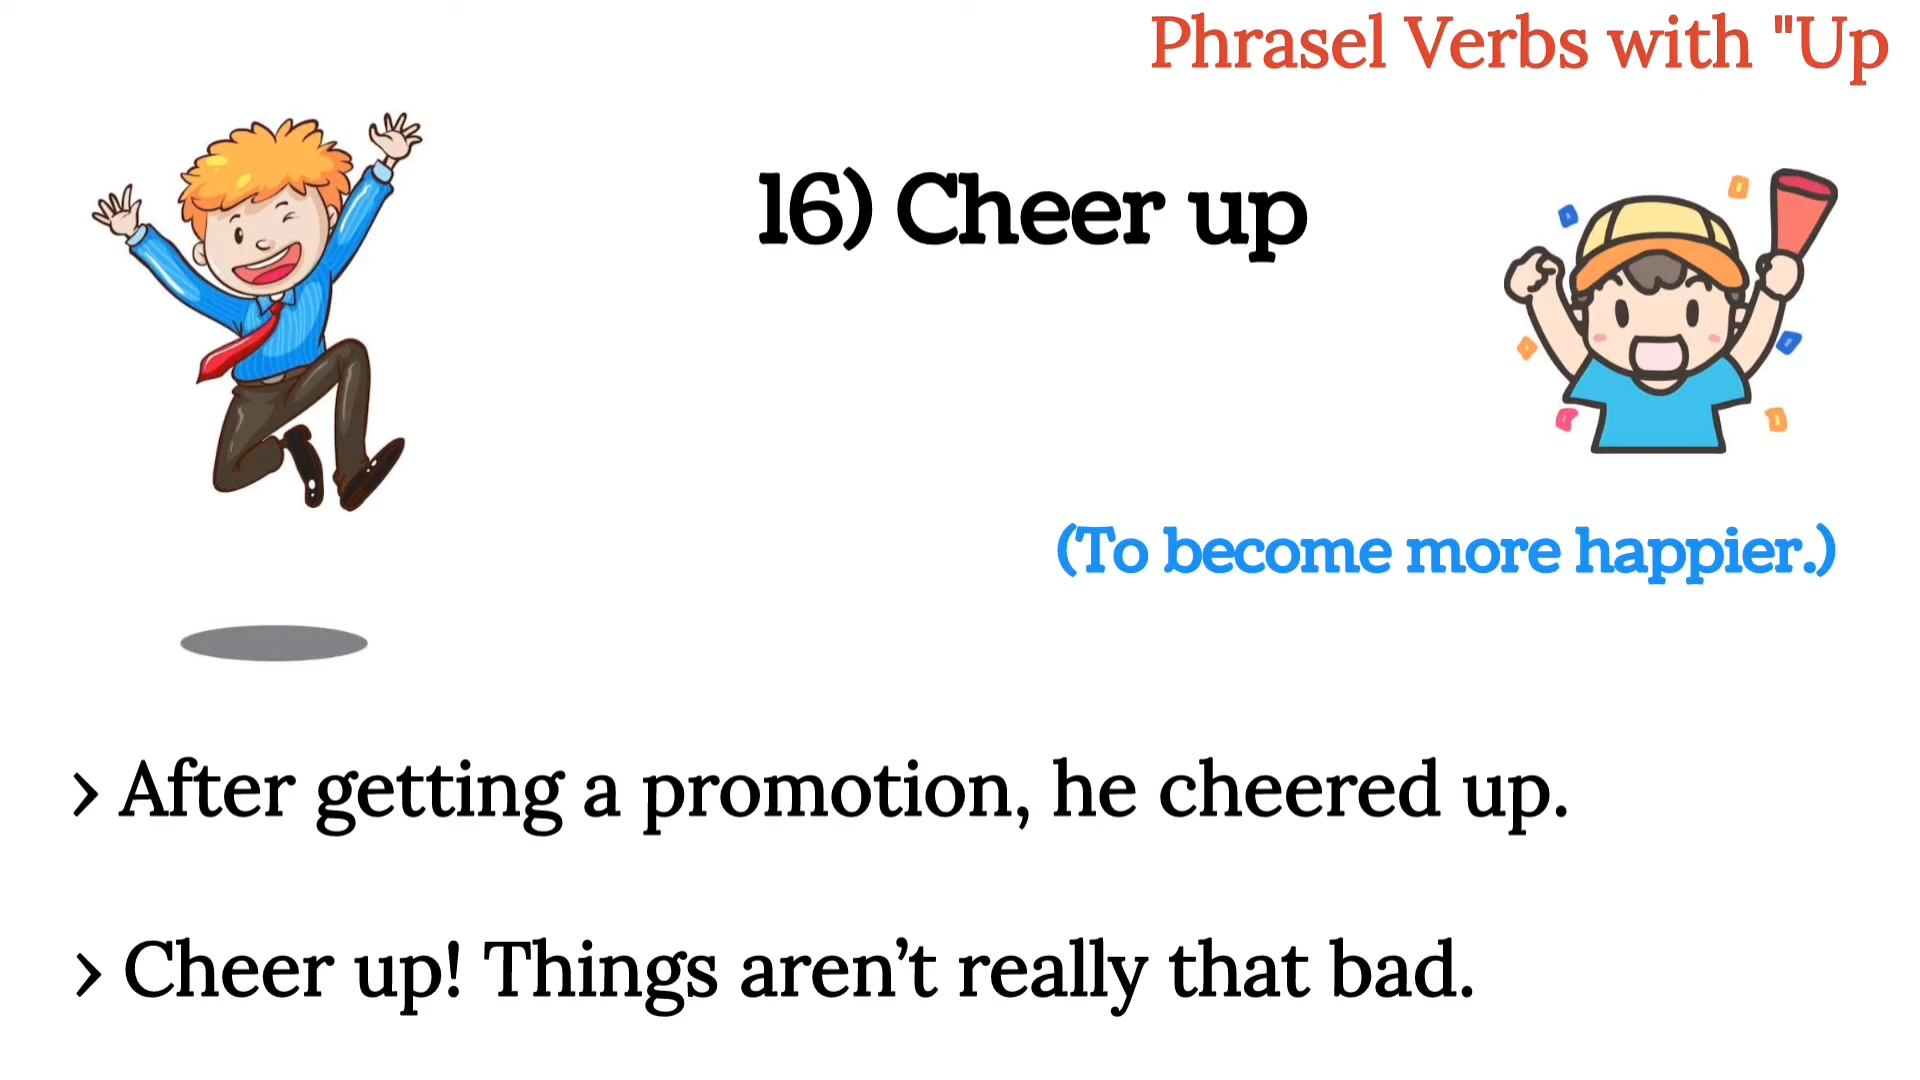 Phrasel Verbs with "Up
16) Cheer up
(To become more happier.)
› After getting a promotion, he cheered up.
› Cheer up! Things aren’t really that bad.